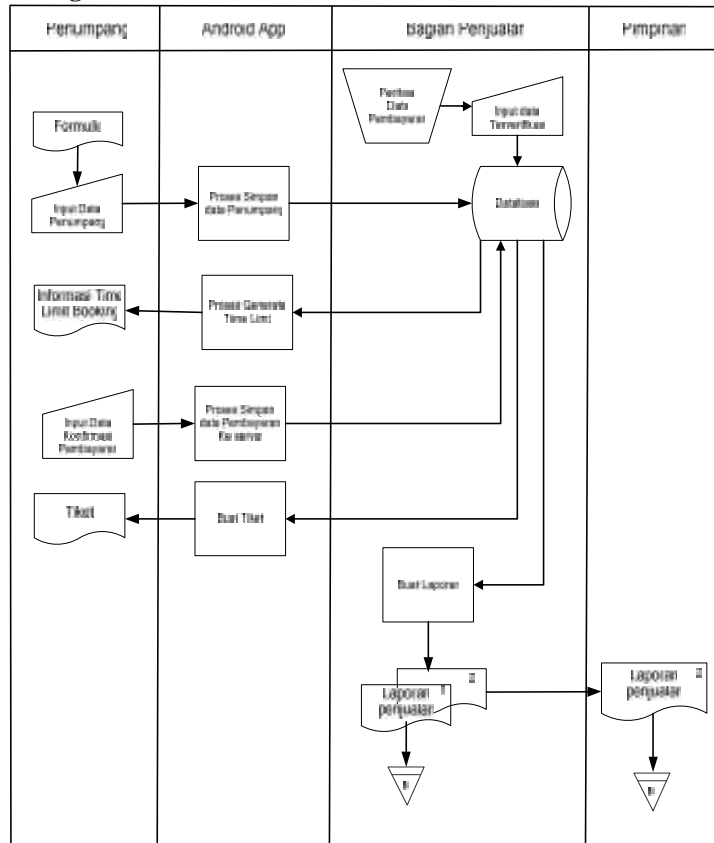 Penumpang
Android App
Bagian Penjualan
Pimpinan
Periksa
Data
Pembayaran
Input data
Terverifikasi
Formulir
Input Data
Penumpang
Proses Simpan
data Penumpang
Database
Informasi Time
Limit Booking
Proses Generate
Time Limit
Input Data
Konfirmasi
Pembayaran
Proses Simpan
data Pembayaran
Ke server
Tiket
Buat Tiket
Buat Laporan
2
Laporan 1
penjualan
Laporan 2
penjualan